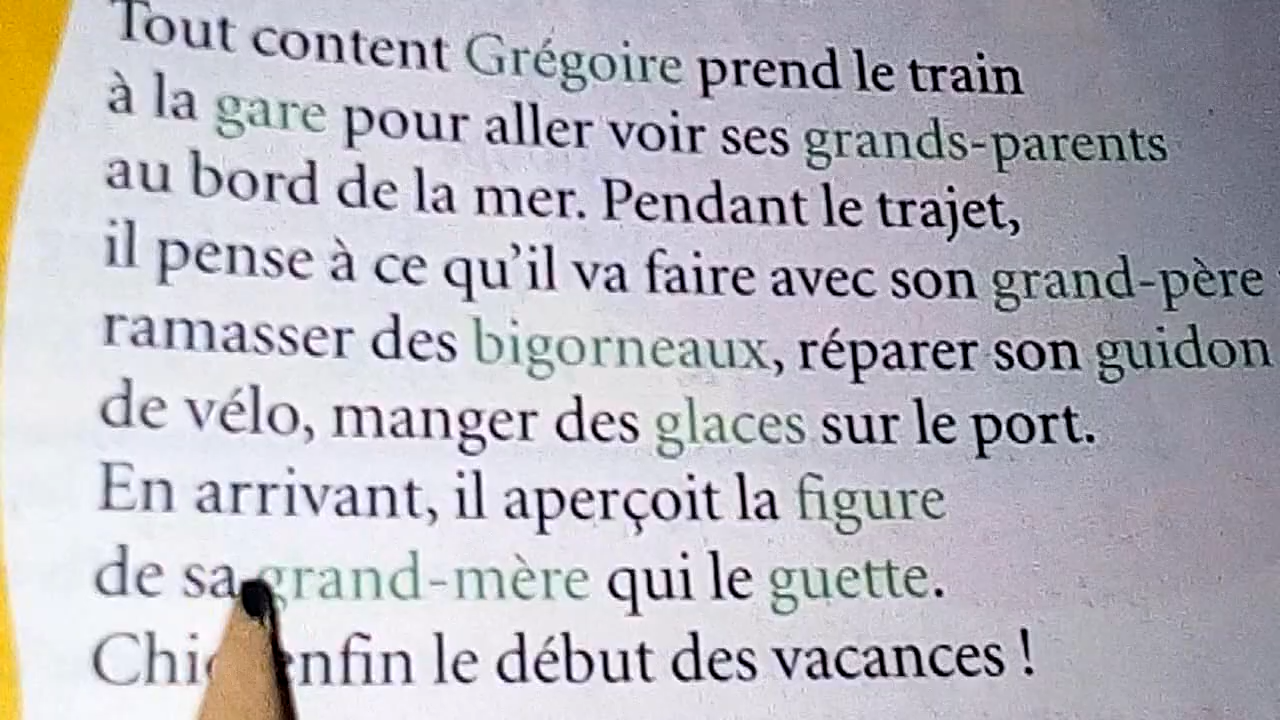 Tout content Grégoire prend le train
à la gare pour aller voir ses grands-parents
au bord de la mer. Pendant le trajet,
il pense à ce qu'il va faire avec son grand-père :
ramasser des bigorneaux, réparer son guidon
de vélo, manger des glaces sur le port.
En arrivant, il aperçoit la figure
de sa grand-mère qui le guette.
le début des vacances !